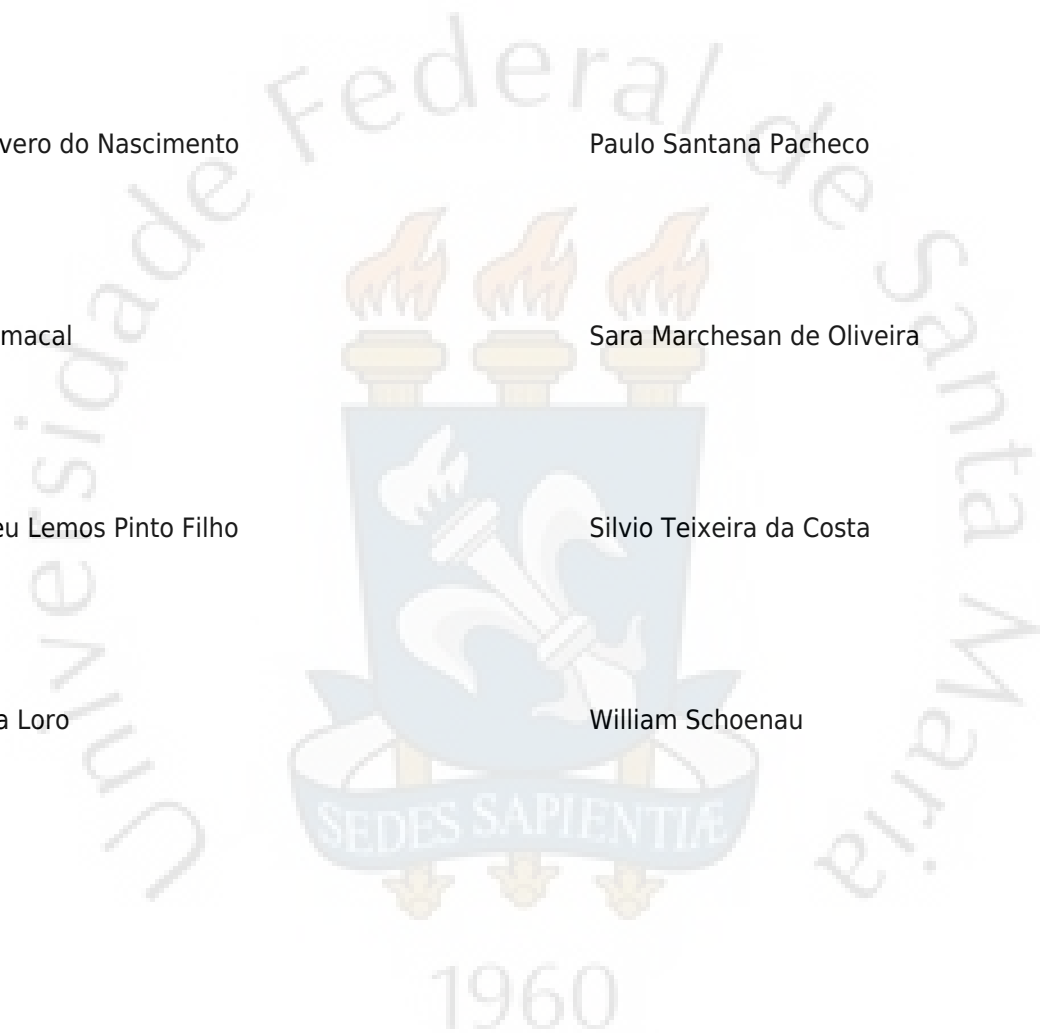 Universidade Federal de Santa Maria
vero do Nascimento
Paulo Santana Pacheco
macal
Sara Marchesan de Oliveira
eu Lemos Pinto Filho
Silvio Teixeira da Costa
a Loro
William Schoenau
SEDES SAPIENTIÆ
1960